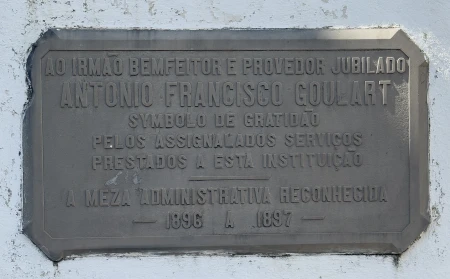 AO IRMÃO BEMFEITOR E PROVEDOR JUBILADO
ANTONIO FRANCISCO GOULART
SYMBOLO DE GRATIDÃO
PELOS ASSIGNALADOS SERVIÇOS
PRESTADOS A ESTA INSTITUIÇÃO
A MEZA ADMINISTRATIVA RECONHECIDA
— 1896 A 1897 —